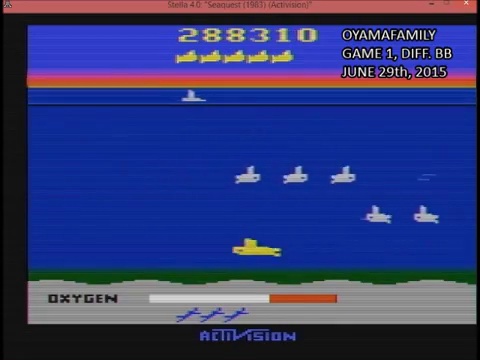 Stella 4.0: "Seaquest (1983) (Activision)"
288310
OYAMAFAMILY
GAME 1, DIFF. BB
JUNE 29th, 2015
OXYGEN
ACTIVISION